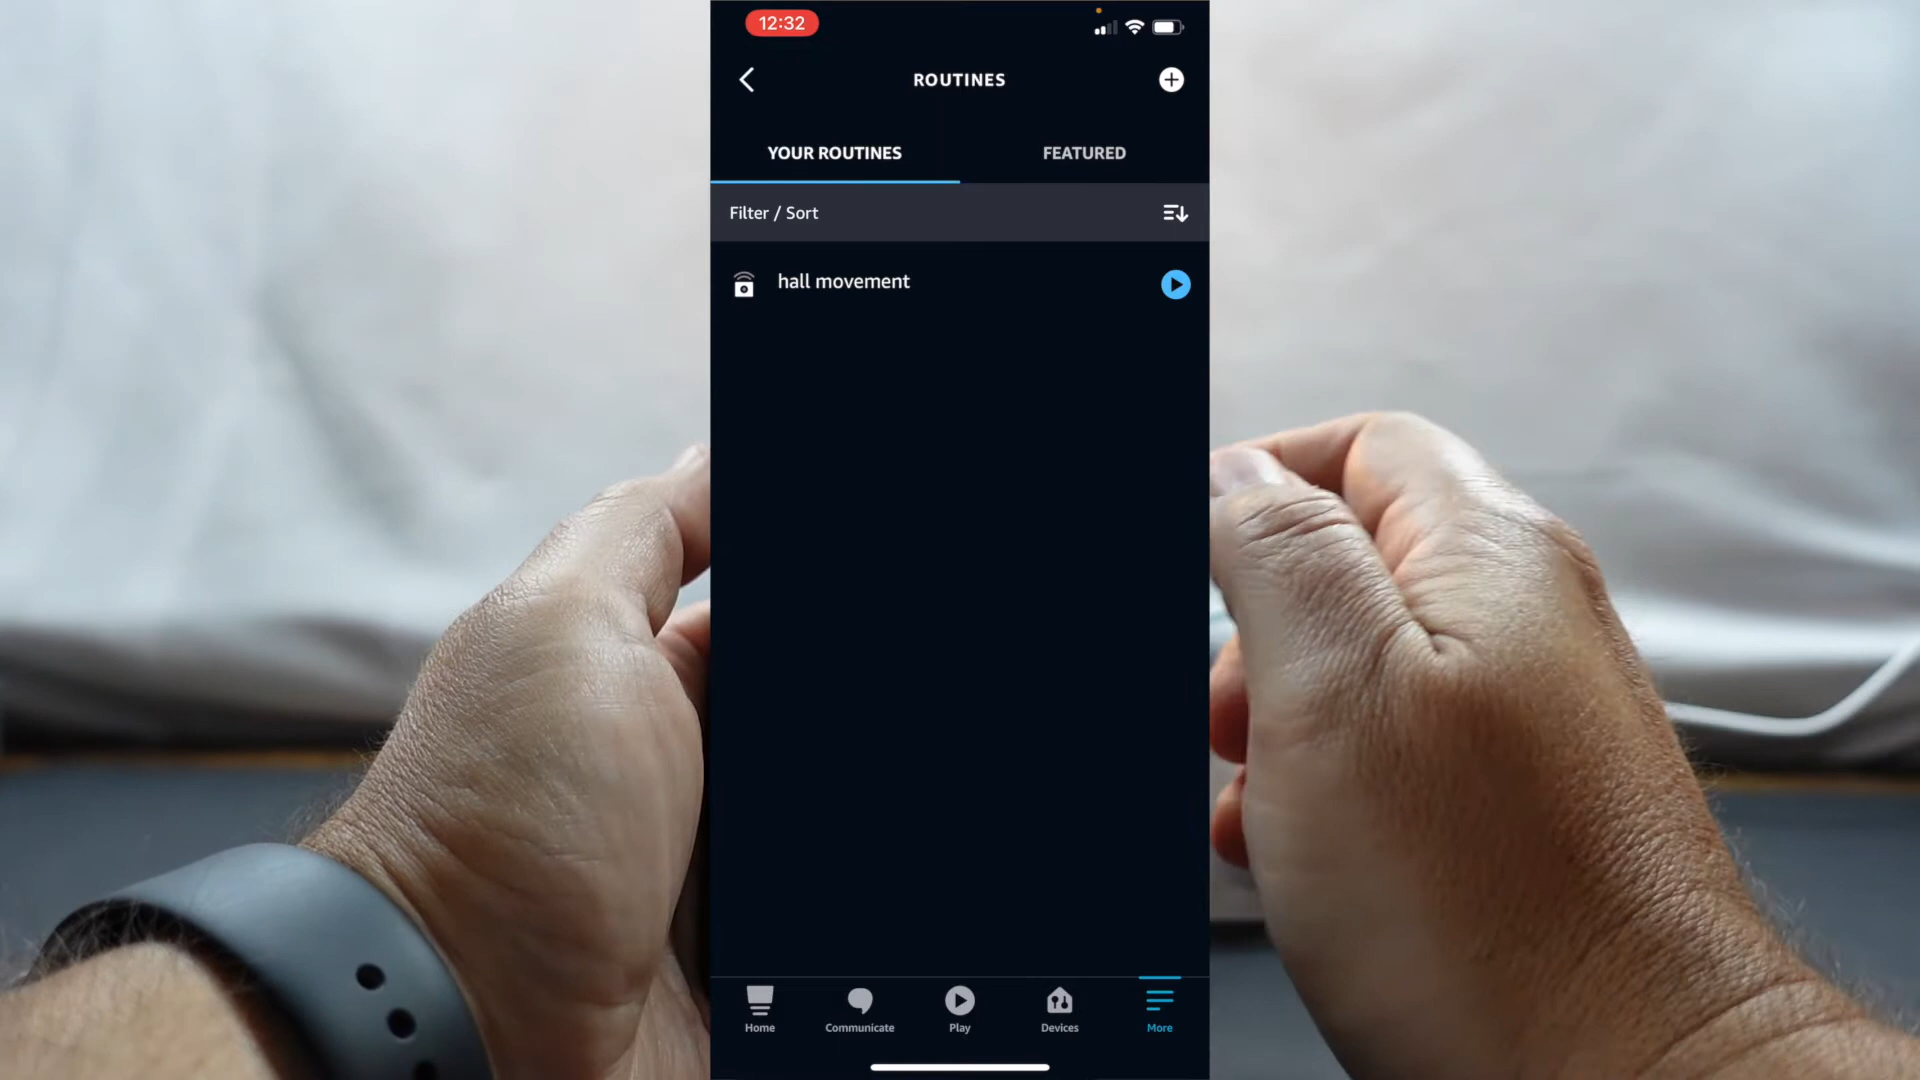 12:32
ROUTINES
YOUR ROUTINES
FEATURED
Filter / Sort
hall movement
Home
Communicate
Play
Devices
More